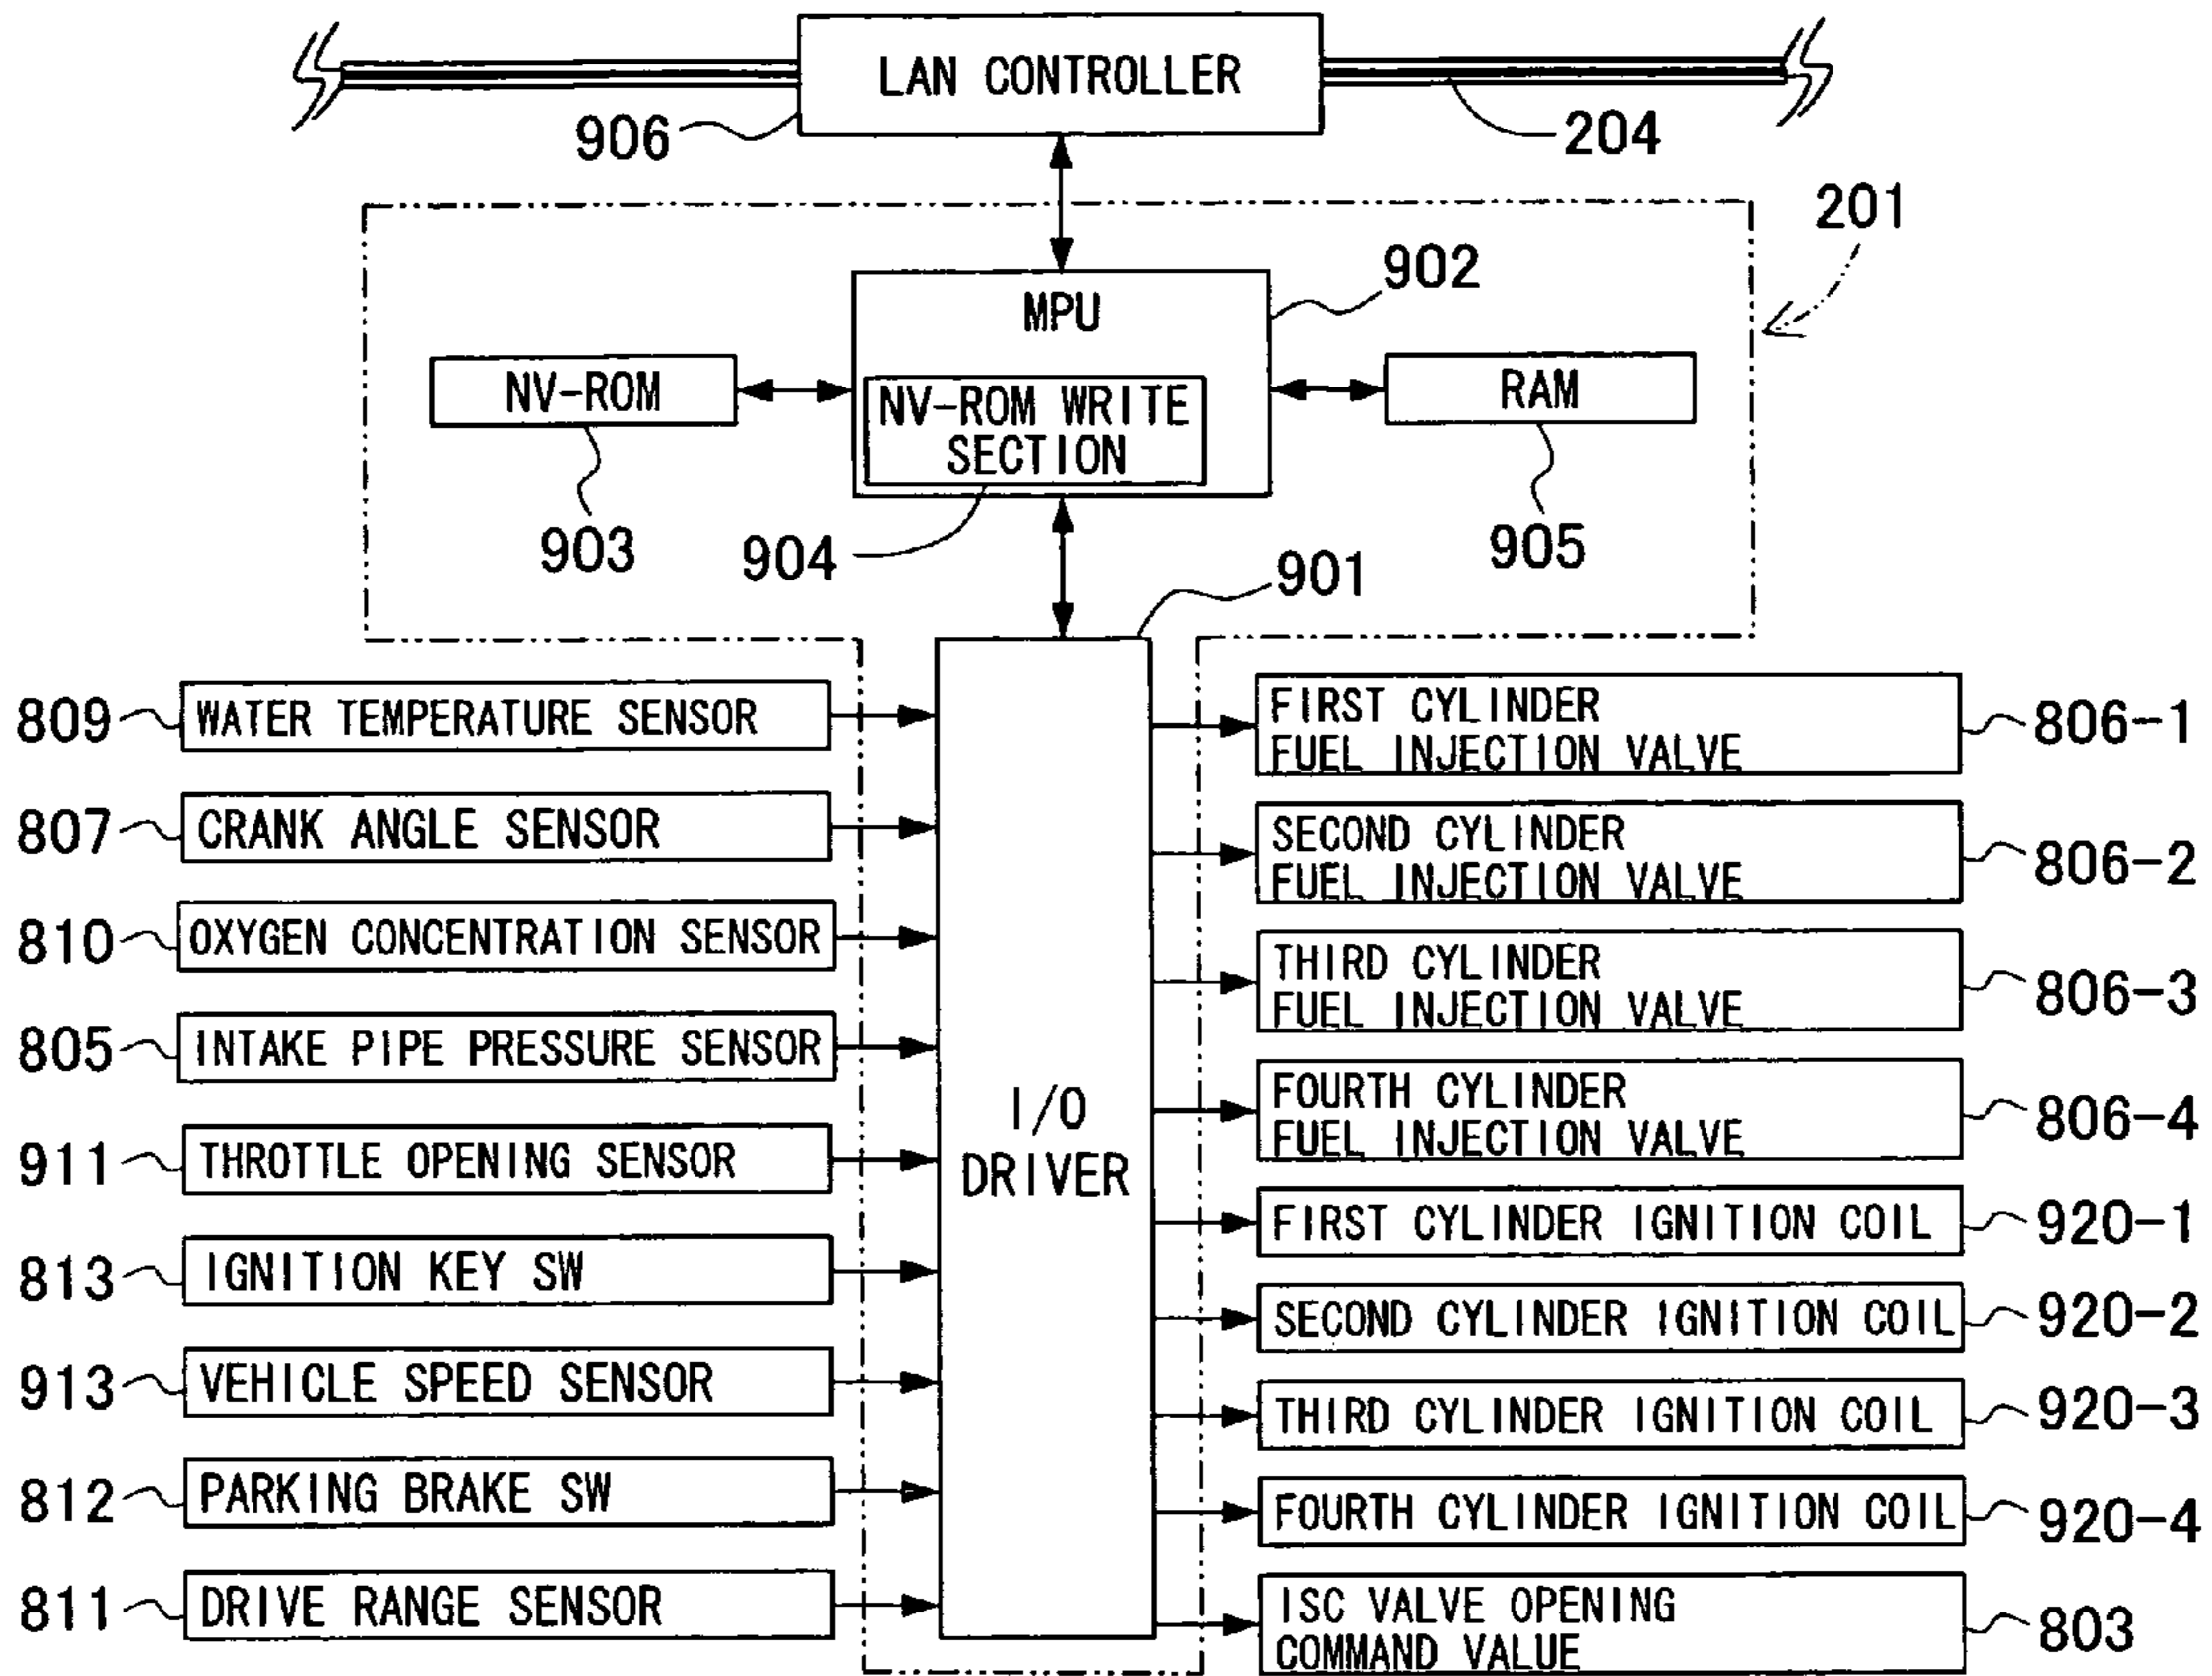 LAN CONTROLLER
906
204
201
902
MPU
NV-ROM
NV-ROM WRITE
SECTION
RAM
903
904
905
901
809
WATER TEMPERATURE SENSOR
807
CRANK ANGLE SENSOR
810
OXYGEN CONCENTRATION SENSOR
805
INTAKE PIPE PRESSURE SENSOR
911
THROTTLE OPENING SENSOR
813
IGNITION KEY SW
913
VEHICLE SPEED SENSOR
812
PARKING BRAKE SW
811
DRIVE RANGE SENSOR
I/O
DRIVER
FIRST CYLINDER
FUEL INJECTION VALVE
806-1
SECOND CYLINDER
FUEL INJECTION VALVE
806-2
THIRD CYLINDER
FUEL INJECTION VALVE
806-3
FOURTH CYLINDER
FUEL INJECTION VALVE
806-4
FIRST CYLINDER IGNITION COIL
920-1
SECOND CYLINDER IGNITION COIL
920-2
THIRD CYLINDER IGNITION COIL
920-3
FOURTH CYLINDER IGNITION COIL
920-4
ISC VALVE OPENING
COMMAND VALUE
803